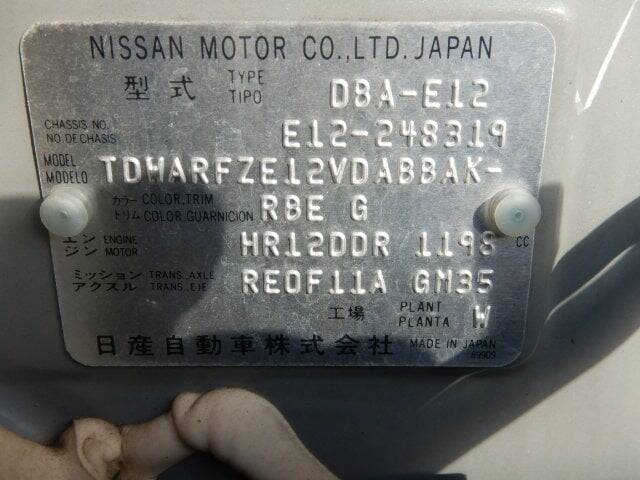 NISSAN MOTOR CO.,LTD. JAPAN
型式 TYPE TIPO DBA-E12
CHASSIS NO. NO.DE CHASIS E12-248319
MODEL MODELO TDHARFZE12VDABBAK-
カラー COLOR,TRIM
トリム COLOR,GUARNICION RBE G
エンジン ENGINE MOTOR HR12DDR 1198 CC
ミッション TRANS.,AXLE
アクスル TRANS.,EJE RE0F11A GM35
工場 PLANT PLANTA W
日産自動車株式会社 MADE IN JAPAN
89909